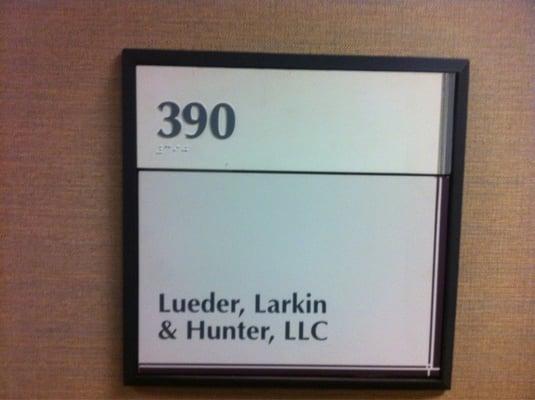 390
Lueder, Larkin
& Hunter, LLC